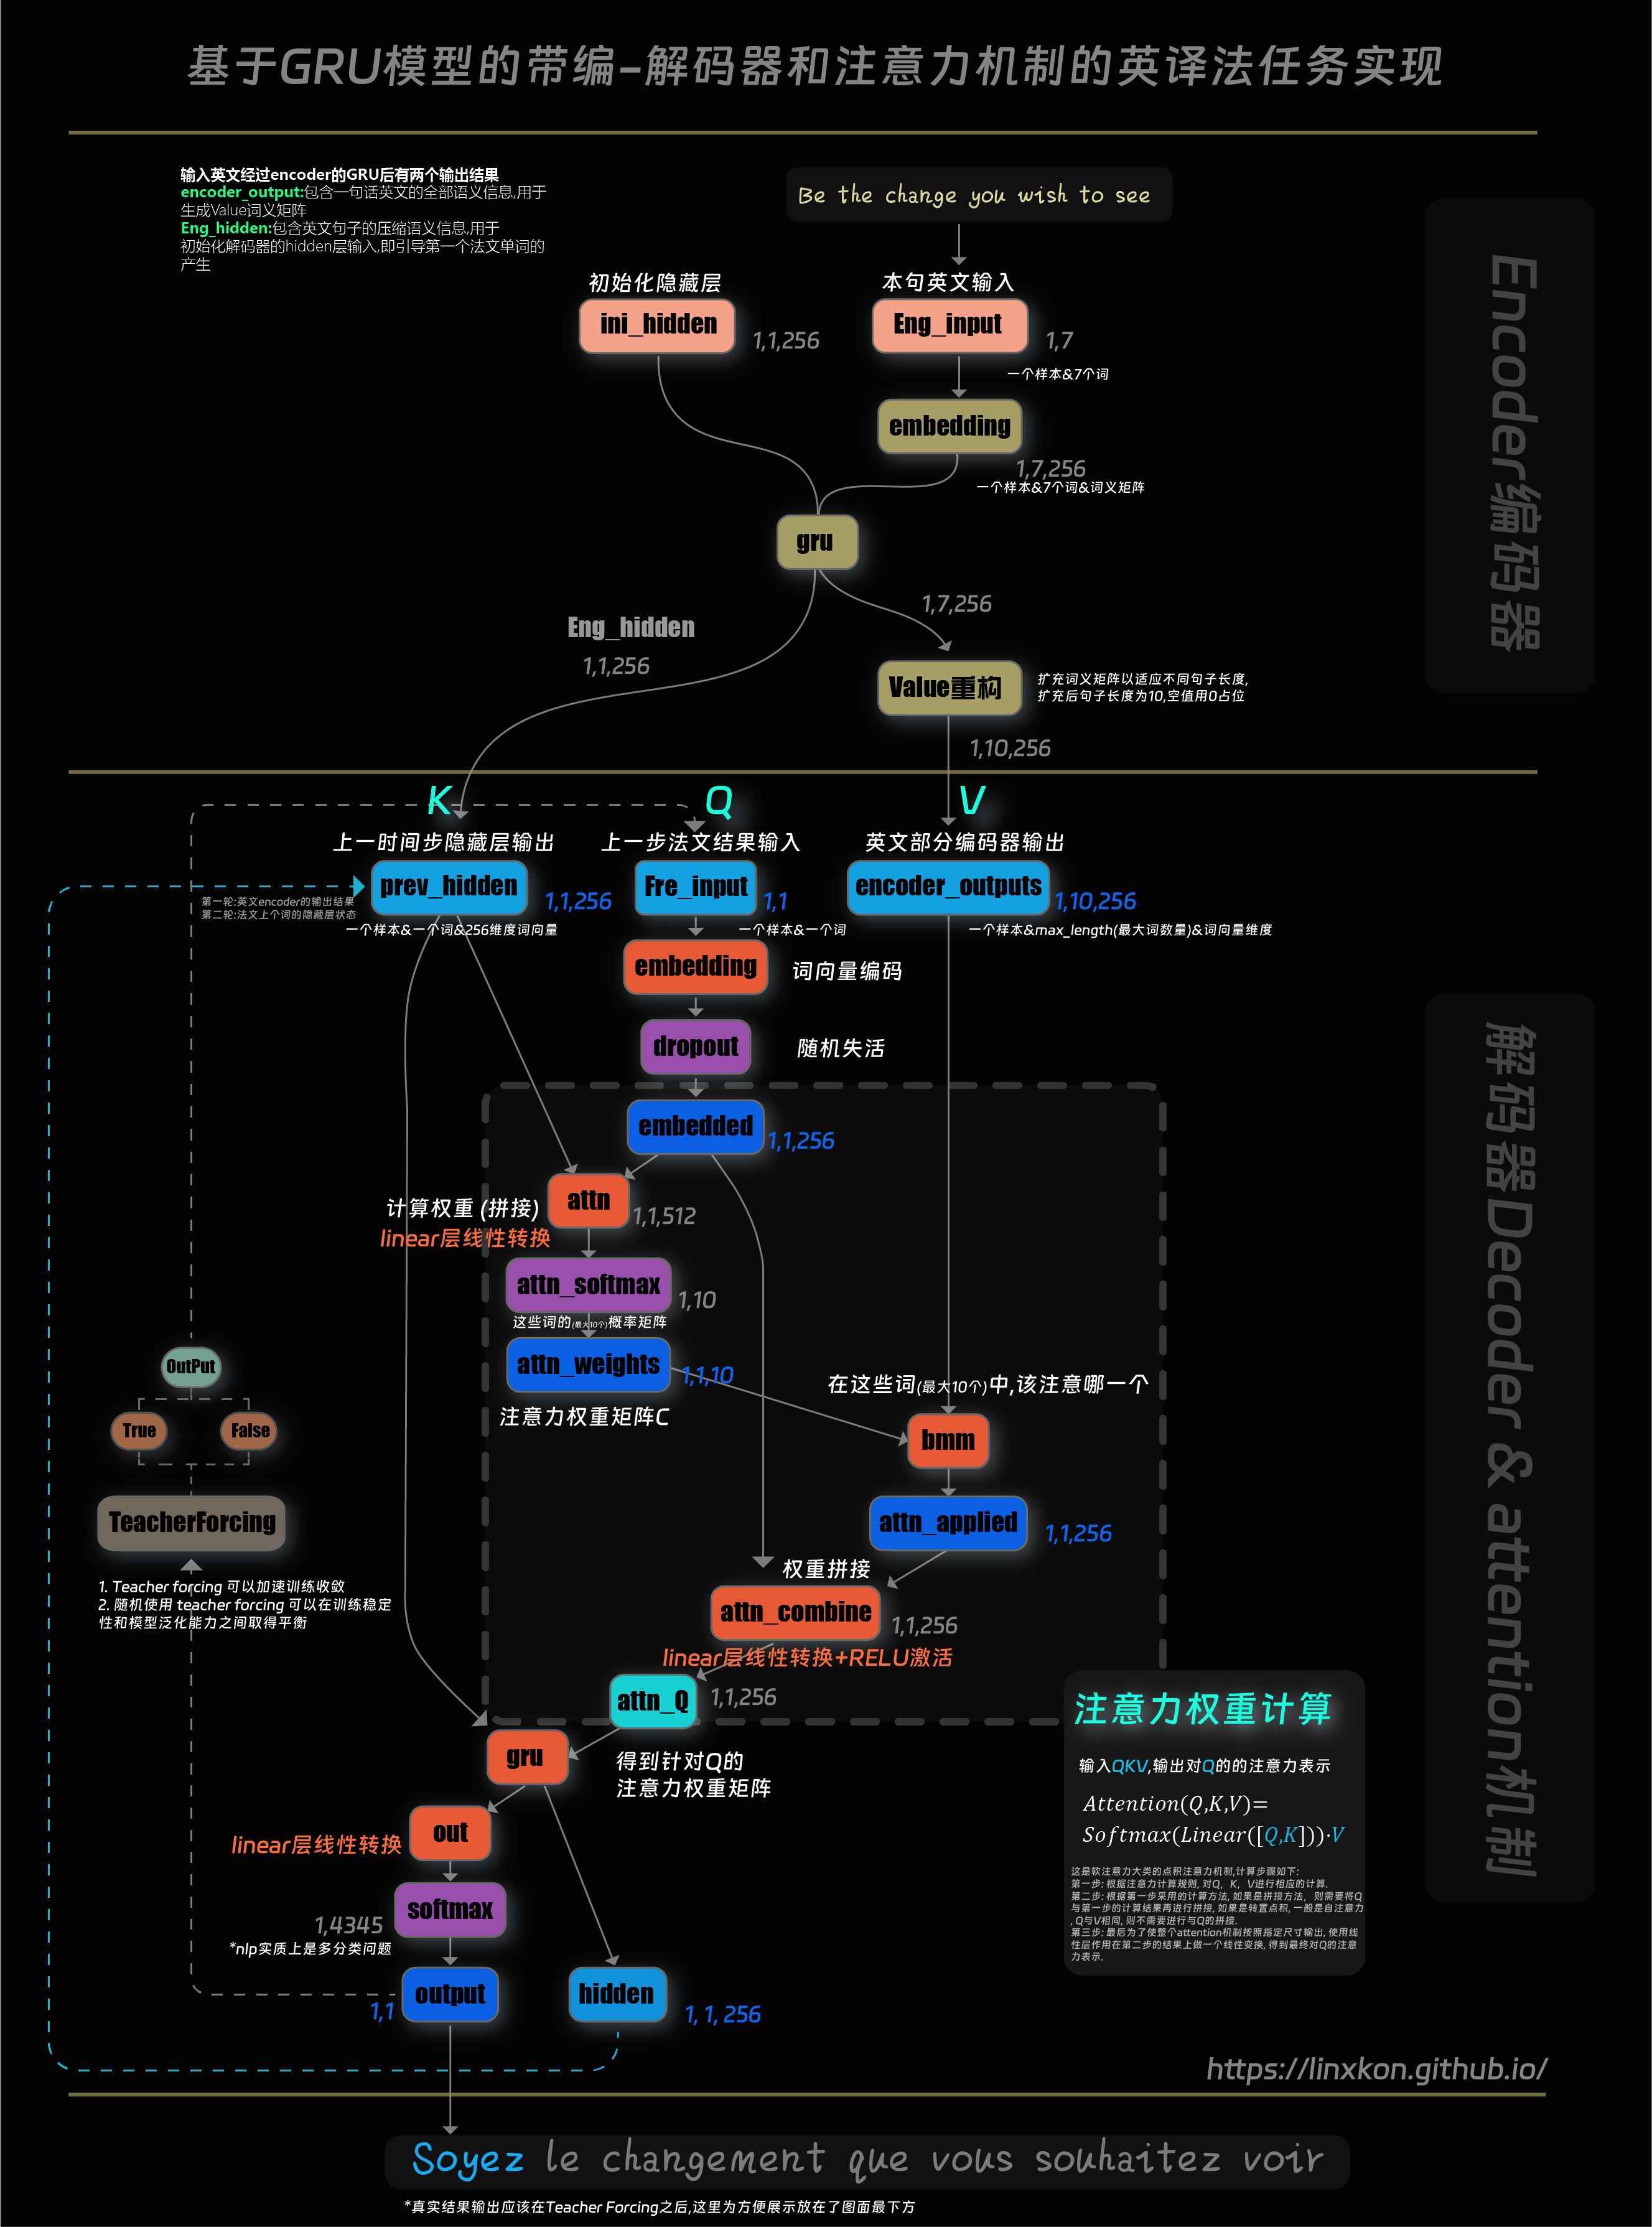 基于GRU模型的带编-解码器和注意力机制的英译法任务实现
输入英文经过encoder的GRU后有两个输出结果
encoder_output:包含一句话英文的全部语义信息,用于
生成Value词义矩阵
Eng_hidden:包含英文句子的压缩语义信息,用于
初始化解码器的hidden层输入,即引导第一个法文单词的
产生
Be the change you wish to see
初始化隐藏层
本句英文输入
ini_hidden
1,1,256
Eng_input
1,7
一个样本&7个词
embedding
1,7,256
一个样本&7个词&词义矩阵
gru
1,7,256
Eng_hidden
1,1,256
Value重构
扩充词义矩阵以适应不同句子长度,
扩充后句子长度为10,空值用0占位
1,10,256
Encoder编码器
K
Q
V
上一时间步隐藏层输出
上一步法文结果输入
英文部分编码器输出
prev_hidden
1,1,256
Fre_input
1,1
encoder_outputs
1,10,256
第一轮:英文encoder的输出结果
第二轮:法文上个词的隐藏层状态
一个样本&一个词&256维度词向量
一个样本&一个词
一个样本&max_length(最大词数量)&词向量维度
embedding
词向量编码
dropout
随机失活
embedded
1,1,256
attn
计算权重 (拼接)
1,1,512
linear层线性转换
attn_softmax
1,10
这些词的(最大10个)概率矩阵
attn_weights
1,1,10
注意力权重矩阵C
在这些词(最大10个)中,该注意哪一个
bmm
attn_applied
1,1,256
权重拼接
attn_combine
1,1,256
linear层线性转换+RELU激活
attn_Q
1,1,256
得到针对Q的
注意力权重矩阵
gru
out
linear层线性转换
softmax
1,4345
*nlp实质上是多分类问题
output
1,1
hidden
1, 1, 256
OutPut
True
False
TeacherForcing
1. Teacher forcing 可以加速训练收敛
2. 随机使用 teacher forcing 可以在训练稳定
性和模型泛化能力之间取得平衡
解码器Decoder & attention机制
注意力权重计算
输入QKV,输出对Q的的注意力表示
Attention(Q,K,V)=
Softmax(Linear([Q,K]))·V
这是软注意力大类的点积注意力机制,计算步骤如下:
第一步: 根据注意力计算规则, 对Q，K，V进行相应的计算.
第二步: 根据第一步采用的计算方法, 如果是拼接方法，则需要将Q
与第一步的计算结果再进行拼接, 如果是转置点积, 一般是自注意力
, Q与V相同, 则不需要进行与Q的拼接.
第三步: 最后为了使整个attention机制按照指定尺寸输出, 使用线
性层作用在第二步的结果上做一个线性变换, 得到最终对Q的注意
力表示.
https://linxkon.github.io/
Soyez le changement que vous souhaitez voir
*真实结果输出应该在Teacher Forcing之后,这里为方便展示放在了图面最下方